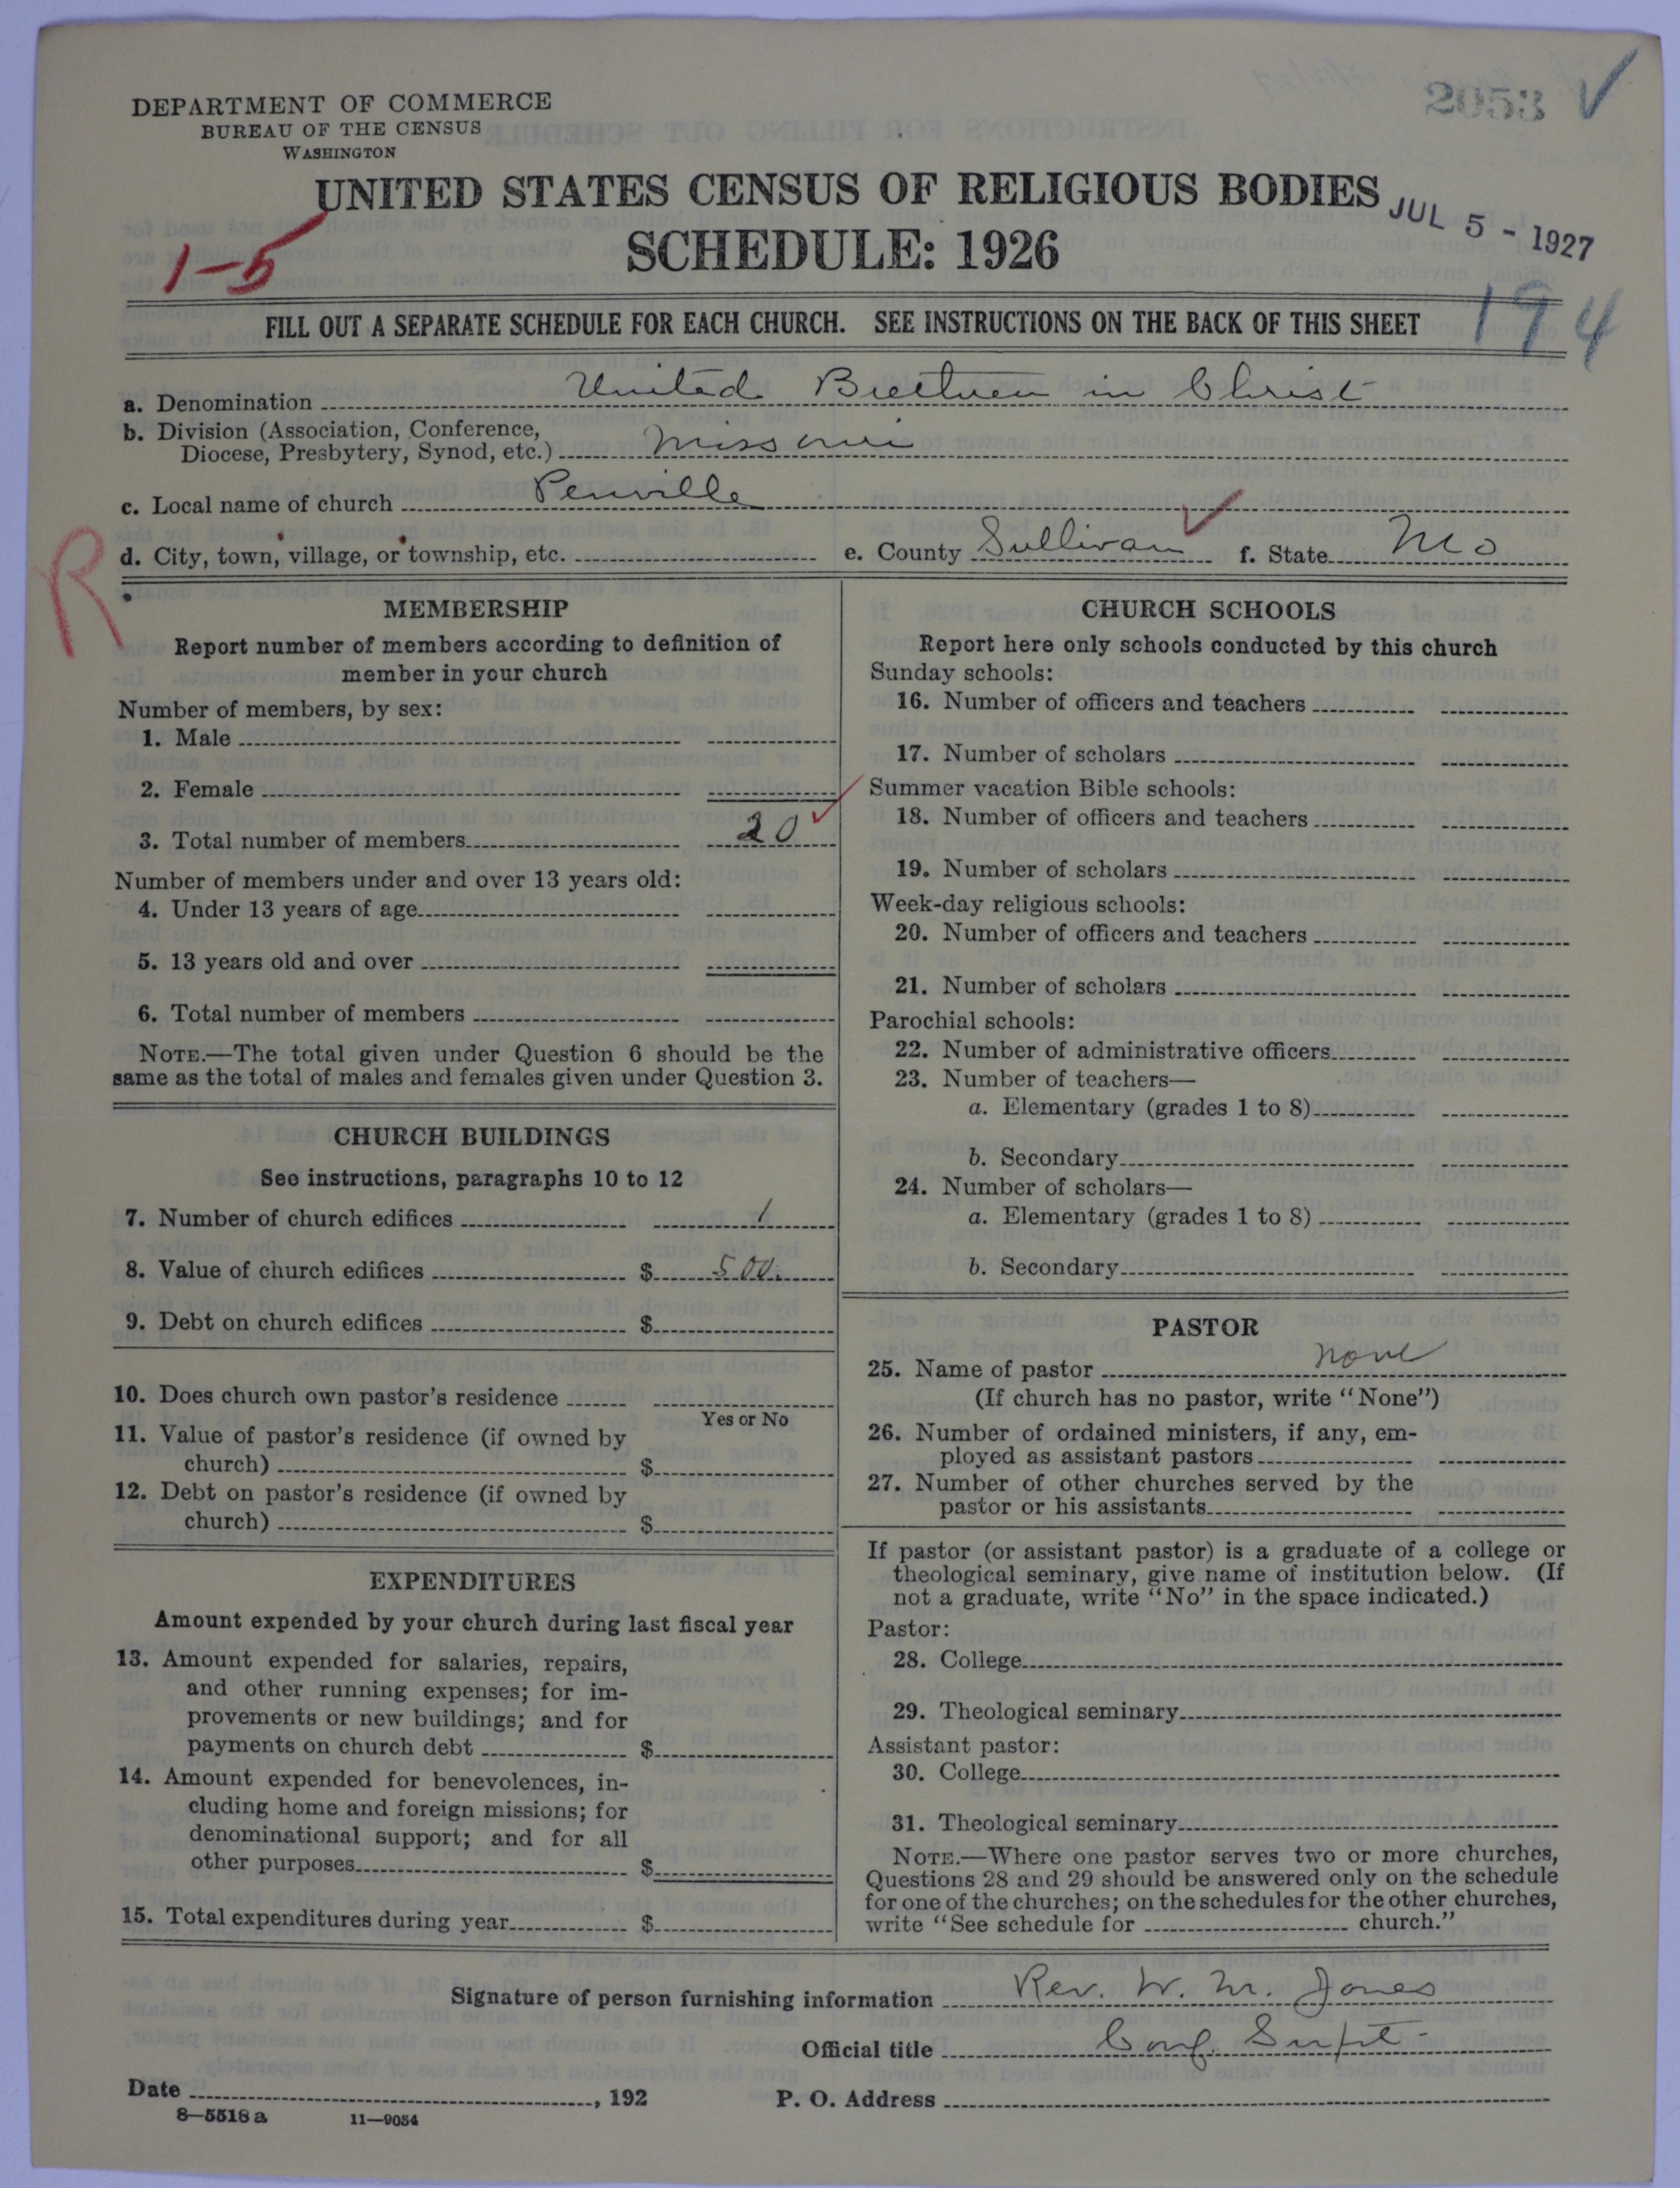 2053 ✓
DEPARTMENT OF COMMERCE
BUREAU OF THE CENSUS
WASHINGTON
UNITED STATES CENSUS OF RELIGIOUS BODIES
JUL 5 - 1927
SCHEDULE: 1926
1-5
194
FILL OUT A SEPARATE SCHEDULE FOR EACH CHURCH. SEE INSTRUCTIONS ON THE BACK OF THIS SHEET
a. Denomination United Brethren in Christ
b. Division (Association, Conference,
Diocese, Presbytery, Synod, etc.) Missouri
c. Local name of church Penville
R
d. City, town, village, or township, etc. e. County Sullivan ✓ f. State Mo
MEMBERSHIP
Report number of members according to definition of
member in your church
Number of members, by sex:
1. Male
2. Female
3. Total number of members 20 ✓
Number of members under and over 13 years old:
4. Under 13 years of age
5. 13 years old and over
6. Total number of members
NOTE.—The total given under Question 6 should be the
same as the total of males and females given under Question 3.
CHURCH BUILDINGS
See instructions, paragraphs 10 to 12
7. Number of church edifices 1
8. Value of church edifices $ 500.
9. Debt on church edifices $
10. Does church own pastor's residence
Yes or No
11. Value of pastor's residence (if owned by
church) $
12. Debt on pastor's residence (if owned by
church) $
EXPENDITURES
Amount expended by your church during last fiscal year
13. Amount expended for salaries, repairs,
and other running expenses; for im-
provements or new buildings; and for
payments on church debt $
14. Amount expended for benevolences, in-
cluding home and foreign missions; for
denominational support; and for all
other purposes $
15. Total expenditures during year $
CHURCH SCHOOLS
Report here only schools conducted by this church
Sunday schools:
16. Number of officers and teachers
17. Number of scholars
Summer vacation Bible schools:
18. Number of officers and teachers
19. Number of scholars
Week-day religious schools:
20. Number of officers and teachers
21. Number of scholars
Parochial schools:
22. Number of administrative officers
23. Number of teachers—
a. Elementary (grades 1 to 8)
b. Secondary
24. Number of scholars—
a. Elementary (grades 1 to 8)
b. Secondary
PASTOR
25. Name of pastor none
(If church has no pastor, write "None")
26. Number of ordained ministers, if any, em-
ployed as assistant pastors
27. Number of other churches served by the
pastor or his assistants
If pastor (or assistant pastor) is a graduate of a college or
theological seminary, give name of institution below. (If
not a graduate, write "No" in the space indicated.)
Pastor:
28. College
29. Theological seminary
Assistant pastor:
30. College
31. Theological seminary
NOTE.—Where one pastor serves two or more churches,
Questions 28 and 29 should be answered only on the schedule
for one of the churches; on the schedules for the other churches,
write "See schedule for church."
Signature of person furnishing information Rev. W. M. Jones
Official title Conf. Supt.
Date , 192 P. O. Address
8—5518 a 11—9054